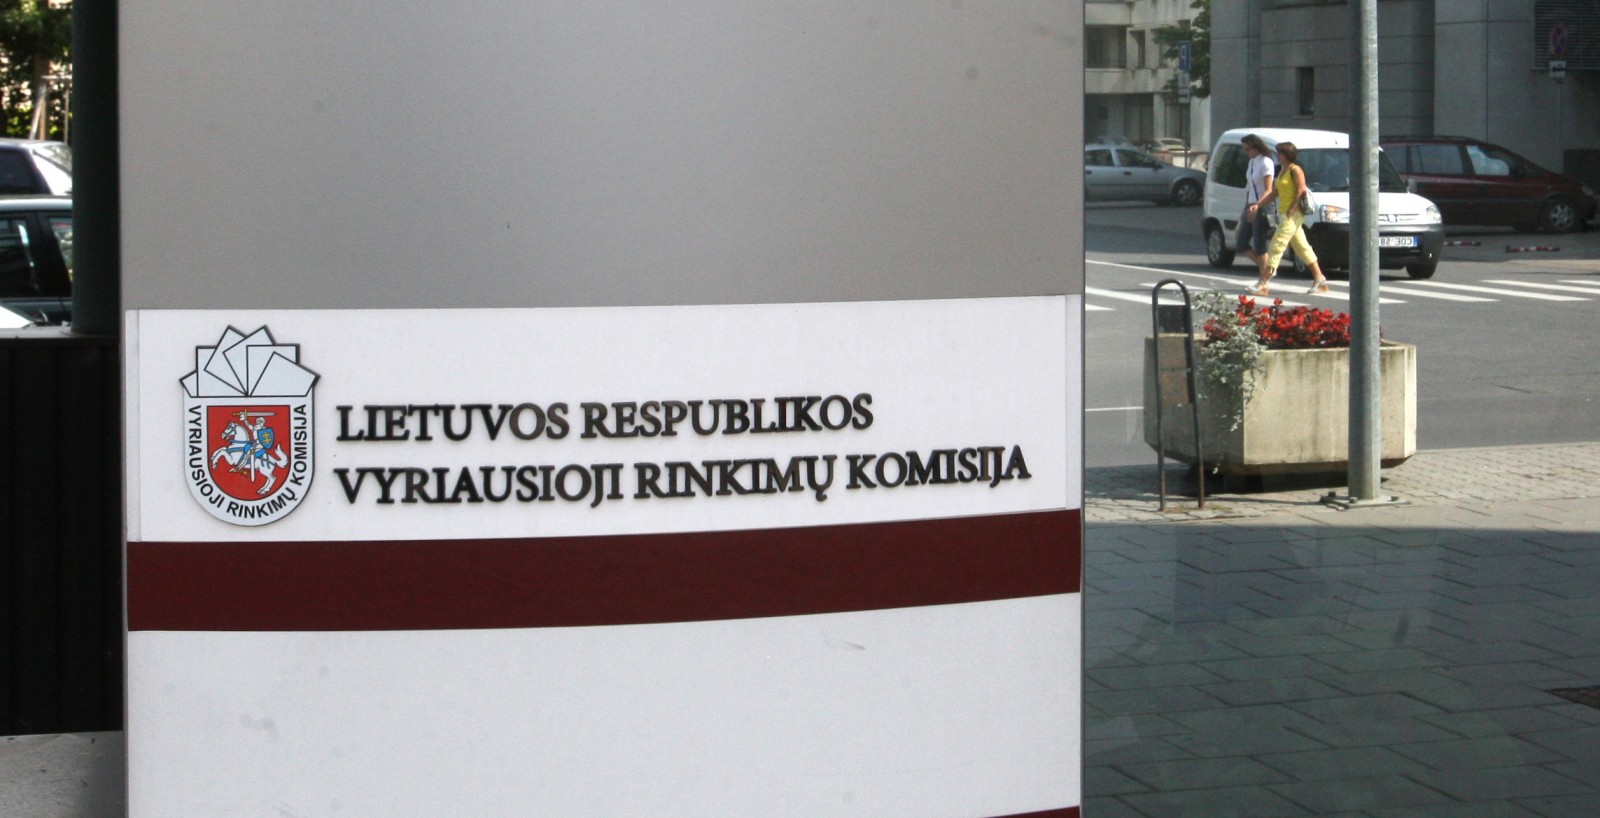 LIETUVOS RESPUBLIKOS
VYRIAUSIOJI RINKIMŲ KOMISIJA
VYRIAUSIOJI RINKIMŲ KOMISIJA